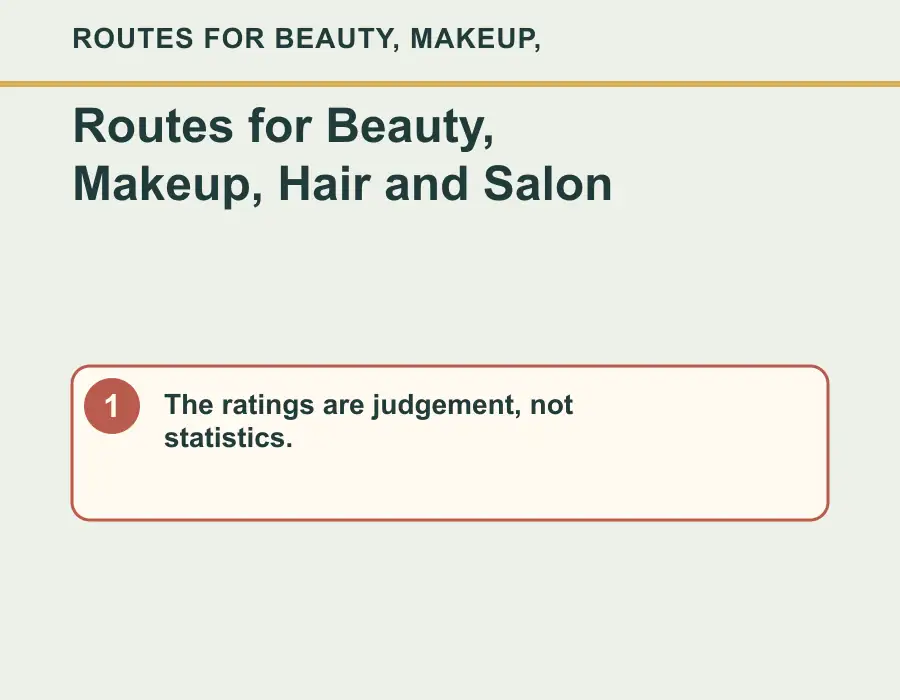 ROUTES FOR BEAUTY, MAKEUP,
Routes for Beauty,
Makeup, Hair and Salon
1
The ratings are judgement, not
statistics.